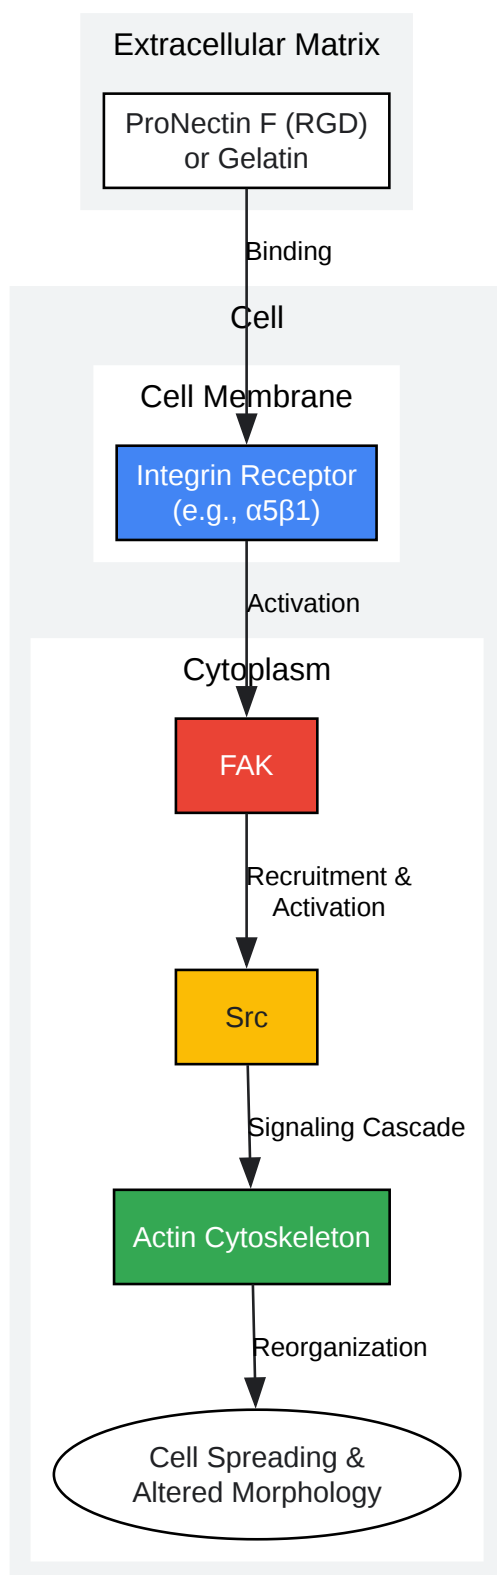 Extracellular Matrix
ProNectin F (RGD)
or Gelatin
Binding
Cell
Cell Membrane
Integrin Receptor
(e.g., α5β1)
Activation
Cytoplasm
FAK
Recruitment &
Activation
Src
Signaling Cascade
Actin Cytoskeleton
Reorganization
Cell Spreading &
Altered Morphology